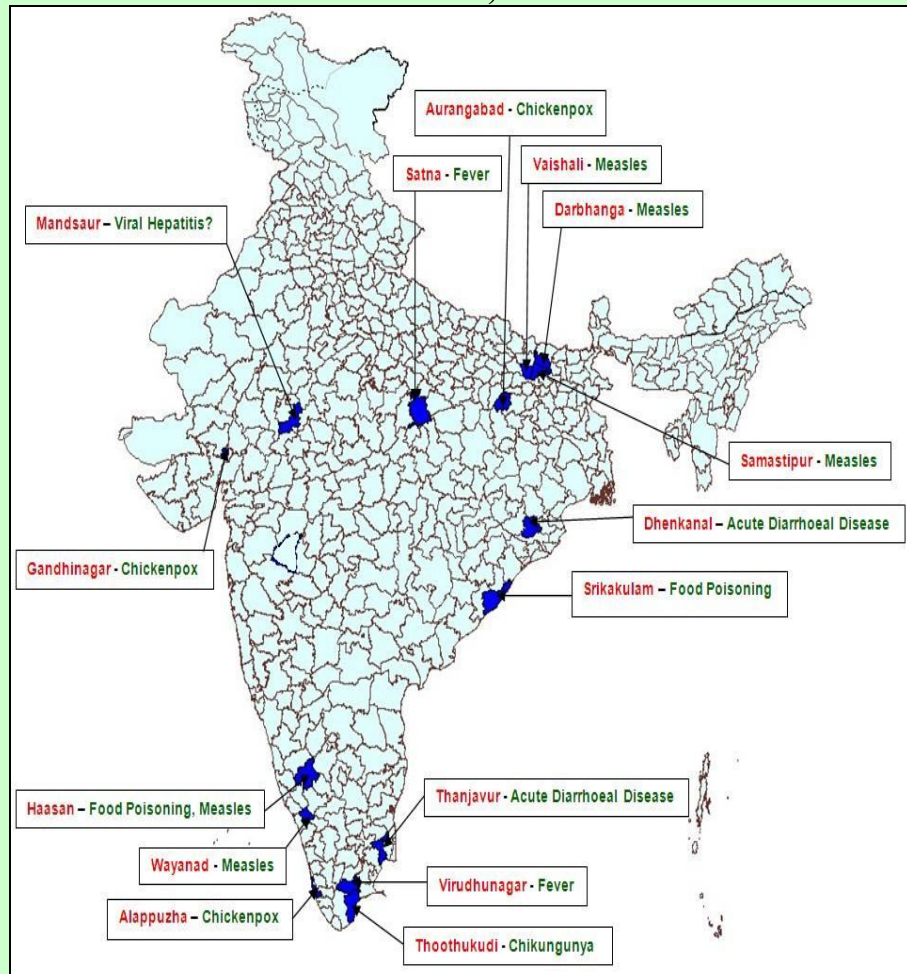 Aurangabad - Chickenpox
Vaishali - Measles
Satna - Fever
Darbhanga - Measles
Mandsaur – Viral Hepatitis?
Samastipur - Measles
Dhenkanal – Acute Diarrhoeal Disease
Gandhinagar - Chickenpox
Srikakulam – Food Poisoning
Haasan – Food Poisoning, Measles
Thanjavur - Acute Diarrhoeal Disease
Wayanad - Measles
Virudhunagar - Fever
Alappuzha – Chickenpox
Thoothukudi - Chikungunya